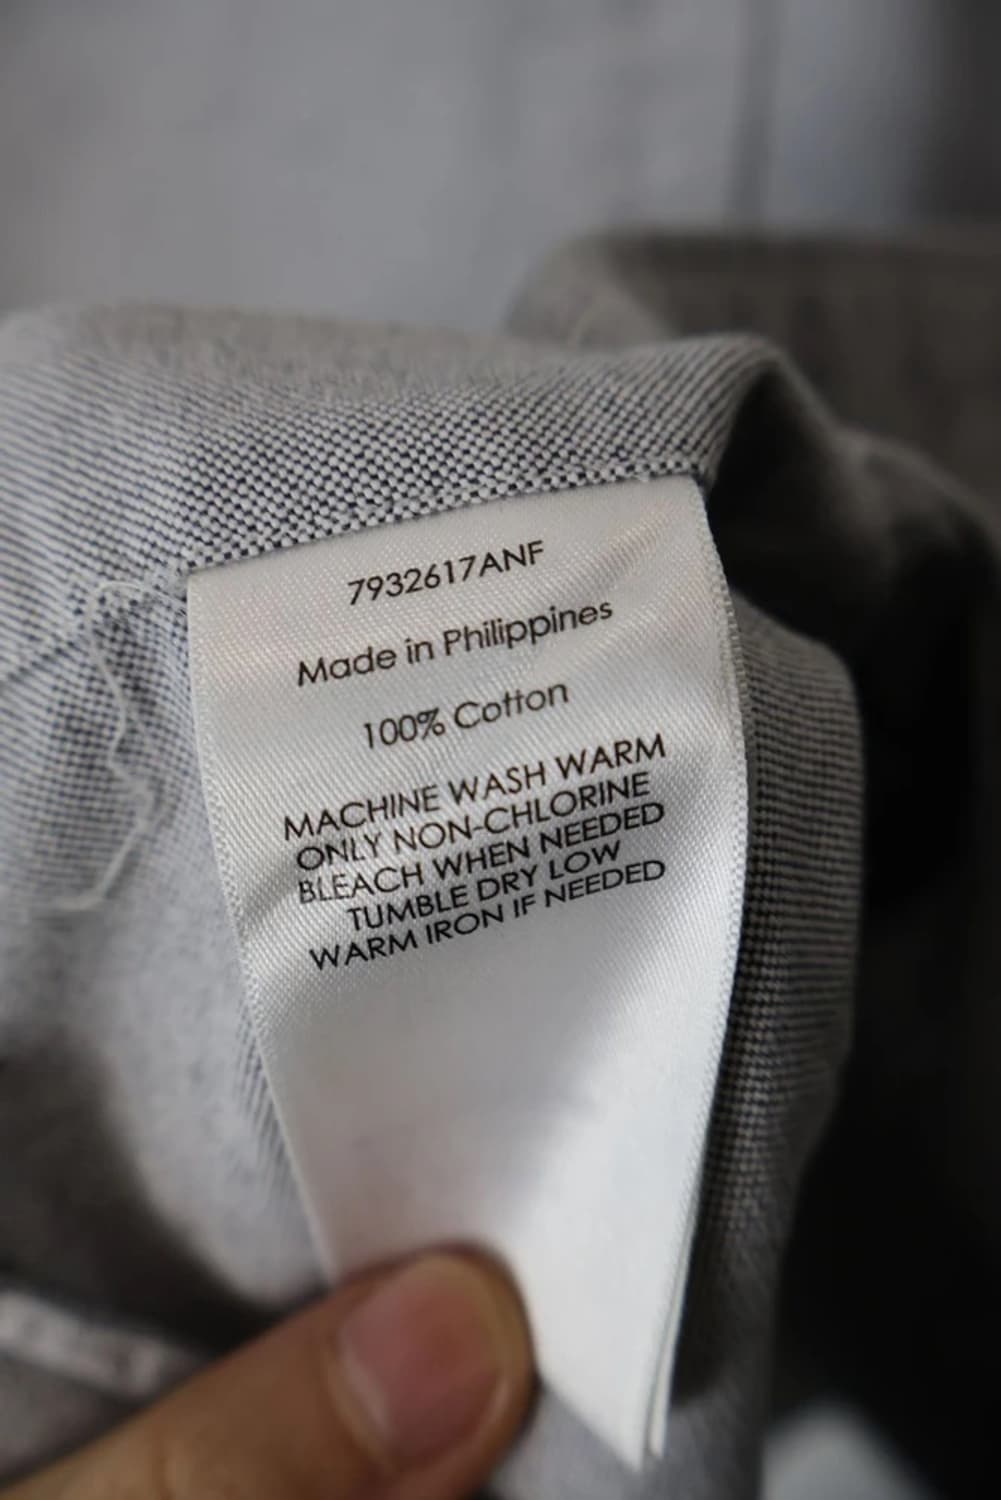 7932617ANF
Made in Philippines
100% Cotton
MACHINE WASH WARM
ONLY NON-CHLORINE
BLEACH WHEN NEEDED
TUMBLE DRY LOW
WARM IRON IF NEEDED